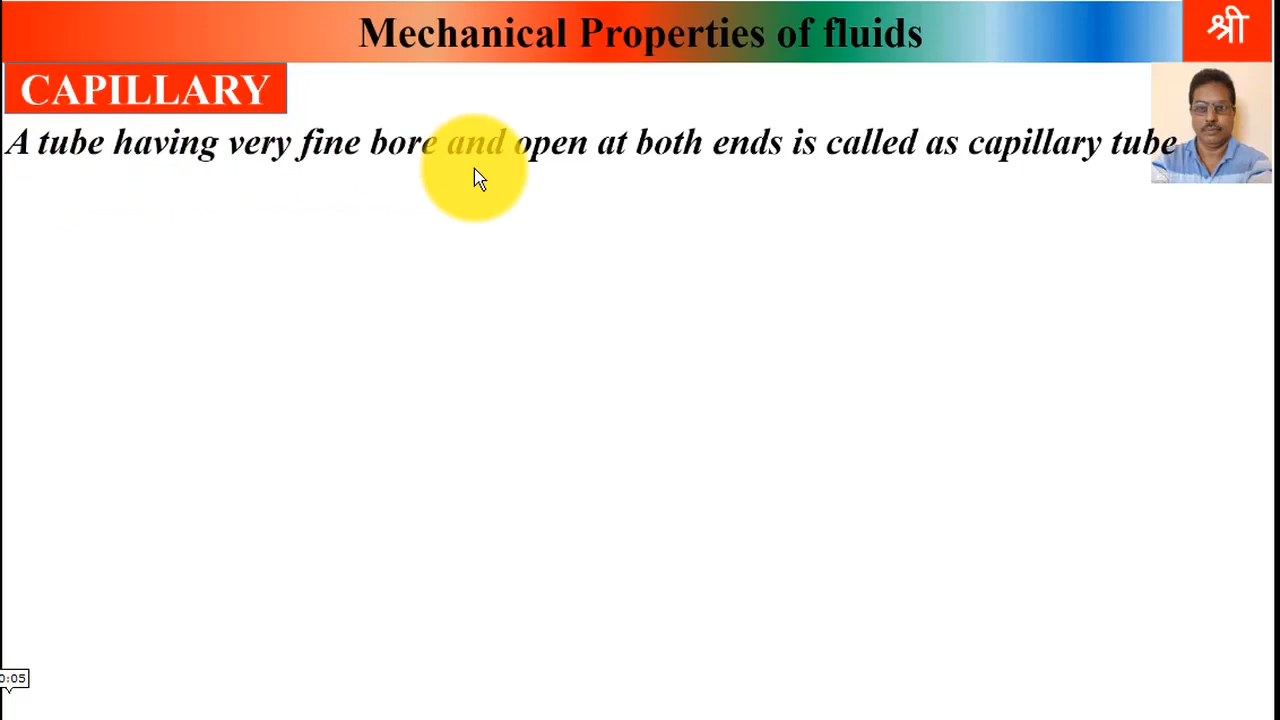 Mechanical Properties of fluids
श्री
CAPILLARY
A tube having very fine bore and open at both ends is called as capillary tube
0:05